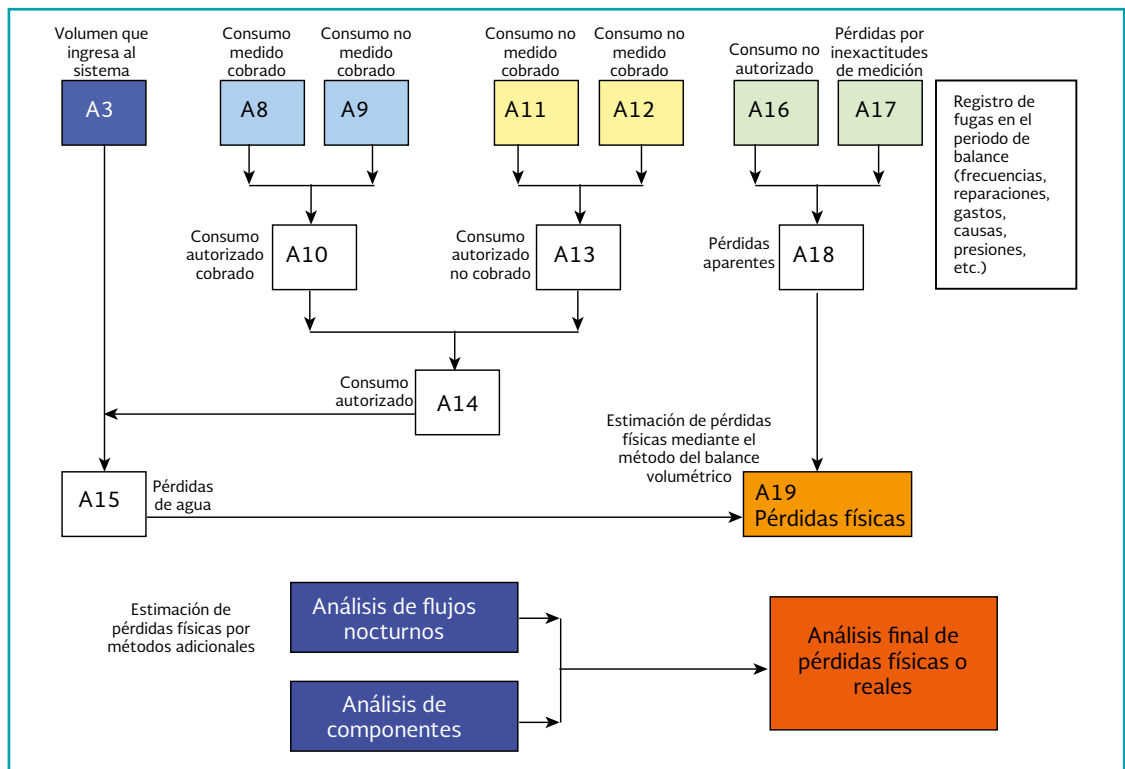 Volumen que
ingresa al
sistema
A3
Consumo
medido
cobrado
A8
Consumo no
medido
cobrado
A9
Consumo no
medido
cobrado
A11
Consumo no
medido
cobrado
A12
Consumo no
autorizado
A16
Pérdidas por
inexactitudes
de medición
A17
Registro de
fugas en el
periodo de
balance
(frecuencias,
reparaciones,
gastos,
causas,
presiones,
etc.)
Consumo
autorizado
cobrado
A10
Consumo
autorizado
no cobrado
A13
Pérdidas
aparentes
A18
Consumo
autorizado
A14
Estimación de pérdidas
físicas mediante el
método del balance
volumétrico
A15
Pérdidas
de agua
A19
Pérdidas físicas
Estimación de
pérdidas físicas por
métodos adicionales
Análisis de flujos
nocturnos
Análisis de
componentes
Análisis final de
pérdidas físicas o
reales